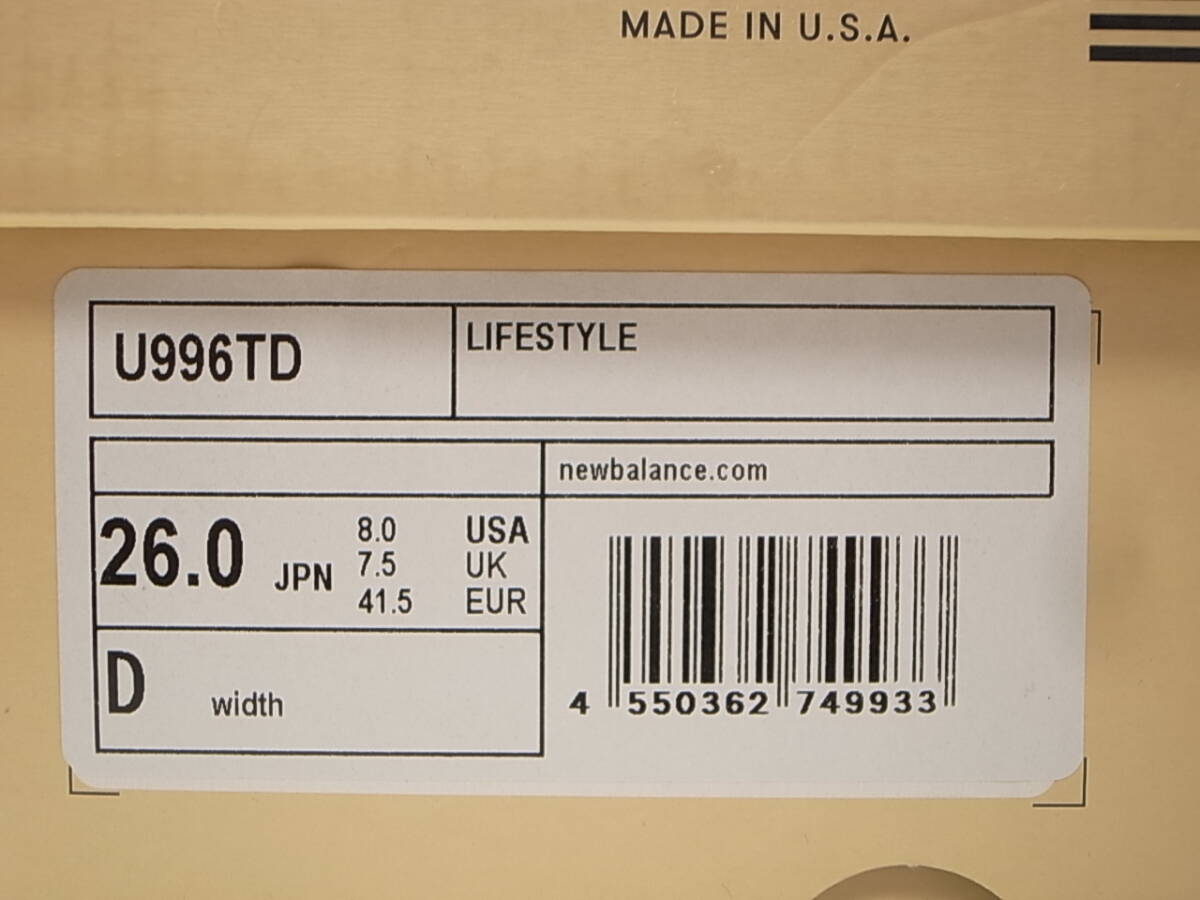 MADE IN U.S.A.
U996TD
LIFESTYLE
newbalance.com
26.0 JPN
8.0 USA
7.5 UK
41.5 EUR
D width
4 550362 749933